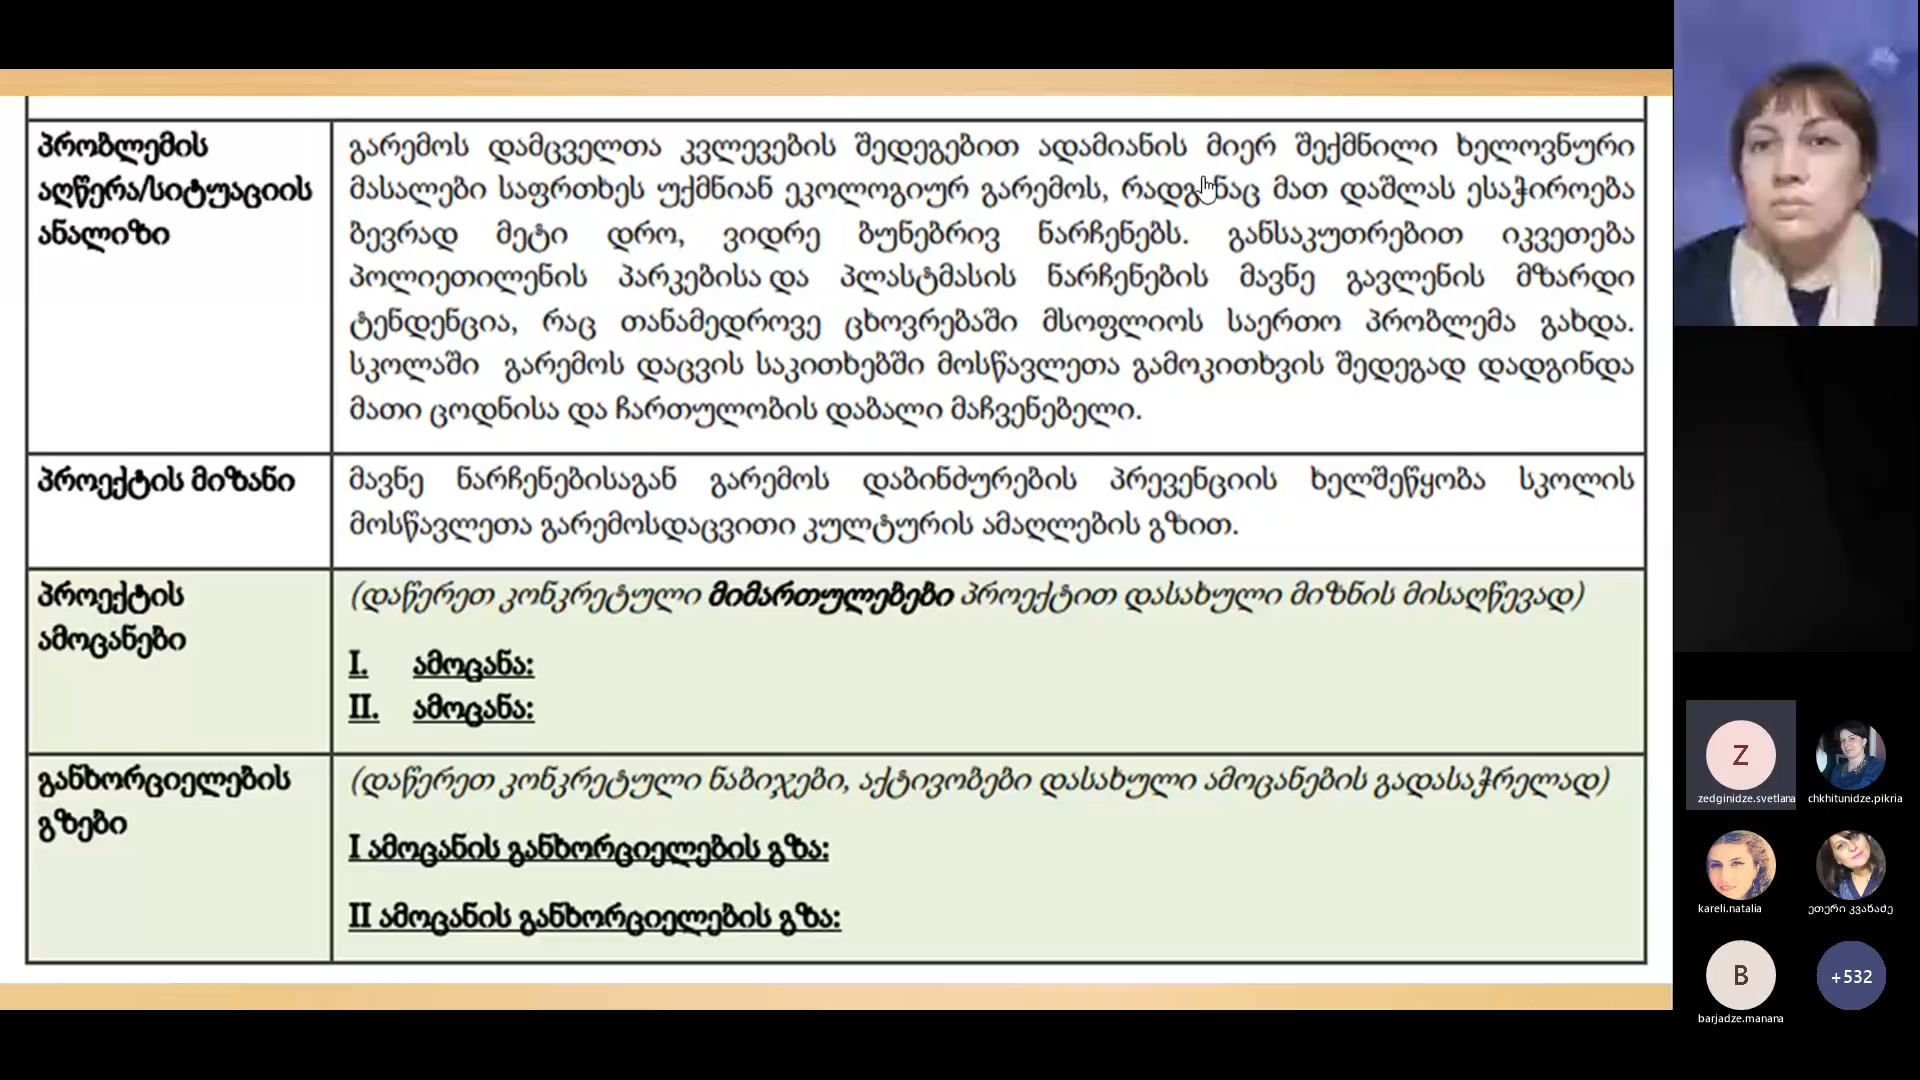 პრობლემის
აღწერა/სიტუაციის
ანალიზი
გარემოს დამცველთა კვლევების შედეგებით ადამიანის მიერ შექმნილი ხელოვნური
მასალები საფრთხეს უქმნიან ეკოლოგიურ გარემოს, რადგანაც მათ დაშლას ესაჭიროება
ბევრად მეტი დრო, ვიდრე ბუნებრივ ნარჩენებს. განსაკუთრებით იკვეთება
პოლიეთილენის პარკებისა და პლასტმასის ნარჩენების მავნე გავლენის მზარდი
ტენდენცია, რაც თანამედროვე ცხოვრებაში მსოფლიოს საერთო პრობლემა გახდა.
სკოლაში გარემოს დაცვის საკითხებში მოსწავლეთა გამოკითხვის შედეგად დადგინდა
მათი ცოდნისა და ჩართულობის დაბალი მაჩვენებელი.
პროექტის მიზანი
მავნე ნარჩენებისაგან გარემოს დაბინძურების პრევენციის ხელშეწყობა სკოლის
მოსწავლეთა გარემოსდაცვითი კულტურის ამაღლების გზით.
პროექტის
ამოცანები
(დაწერეთ კონკრეტული მიმართულებები პროექტით დასახული მიზნის მისაღწევად)
I. ამოცანა:
II. ამოცანა:
განხორციელების
გზები
(დაწერეთ კონკრეტული ნაბიჯები, აქტივობები დასახული ამოცანების გადასაჭრელად)
I ამოცანის განხორციელების გზა:
II ამოცანის განხორციელების გზა:
Z
zedginidze.svetlana
chkhitunidze.pikria
kareli.natalia
ეთერი კვახაძე
B
barjadze.manana
+532